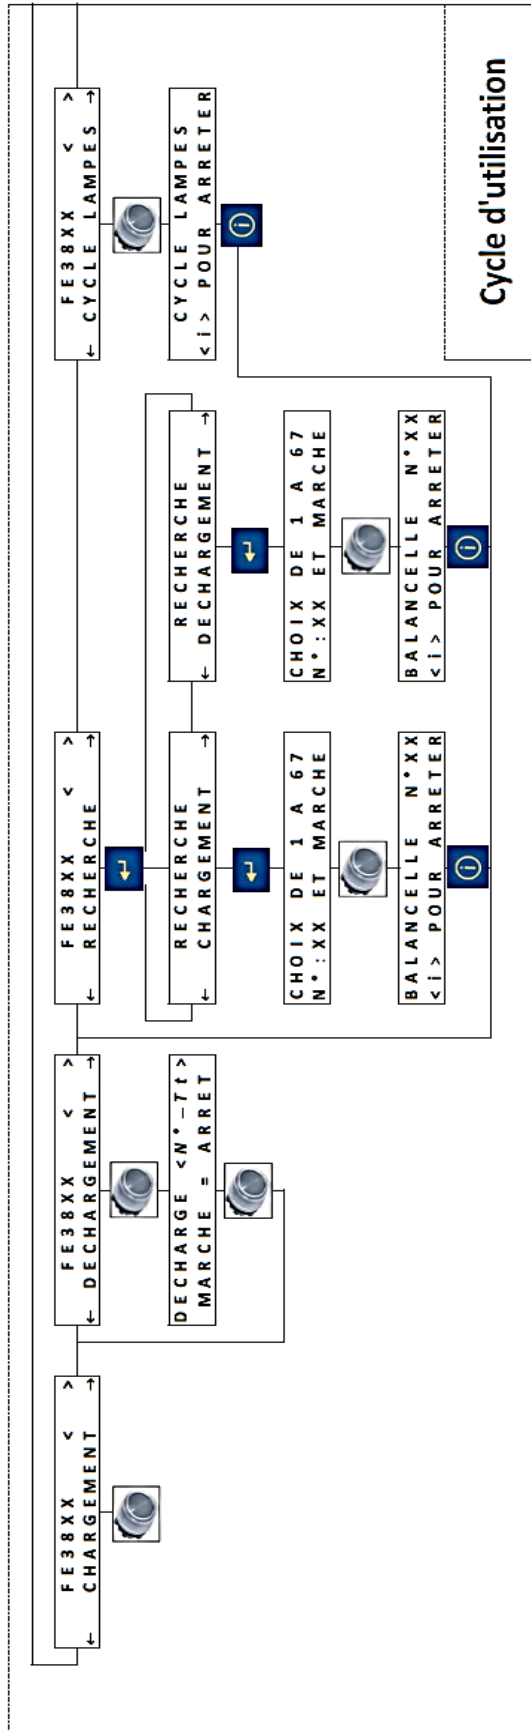 FE38XX < >
← CHARGEMENT →
FE38XX < >
← DECHARGEMENT →
DECHARGE <N°-Tt>
MARCHE = ARRET
FE38XX < >
← RECHERCHE →
RECHERCHE
← CHARGEMENT →
CHOIX DE 1 A 67
N°:XX ET MARCHE
BALANCELLE N°XX
<i> POUR ARRETER
RECHERCHE
← DECHARGEMENT →
CHOIX DE 1 A 67
N°:XX ET MARCHE
BALANCELLE N°XX
<i> POUR ARRETER
FE38XX < >
← CYCLE LAMPES →
CYCLE LAMPES
<i> POUR ARRETER
Cycle d'utilisation